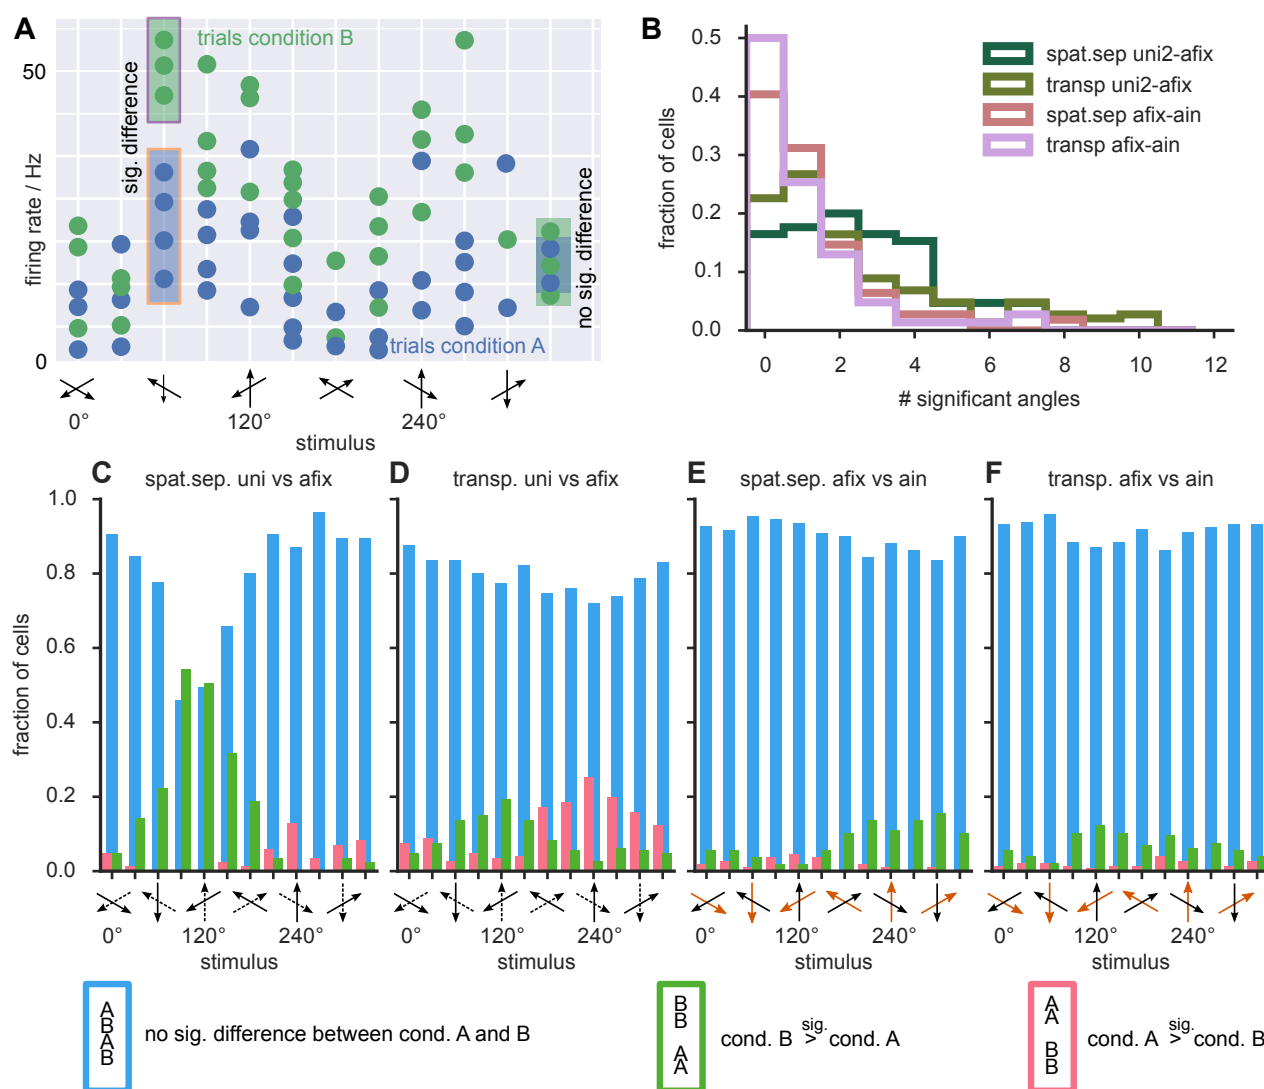 A
trials condition B
50
sig. difference
firing rate / Hz
no sig. difference
0
trials condition A
0°
120°
240°
stimulus
B
0.5
0.4
0.3
0.2
0.1
0.0
fraction of cells
spat.sep uni2-afix
transp uni2-afix
spat.sep afix-ain
transp afix-ain
0
2
4
6
8
10
12
# significant angles
C
spat.sep. uni vs afix
D
transp. uni vs afix
E
spat.sep. afix vs ain
F
transp. afix vs ain
1.0
0.8
0.6
0.4
0.2
0.0
fraction of cells
0°
120°
240°
stimulus
0°
120°
240°
stimulus
0°
120°
240°
stimulus
0°
120°
240°
stimulus
A
B
A
B
no sig. difference between cond. A and B
B
B
A
A
cond. B sig. > cond. A
A
A
B
B
cond. A sig. > cond. B